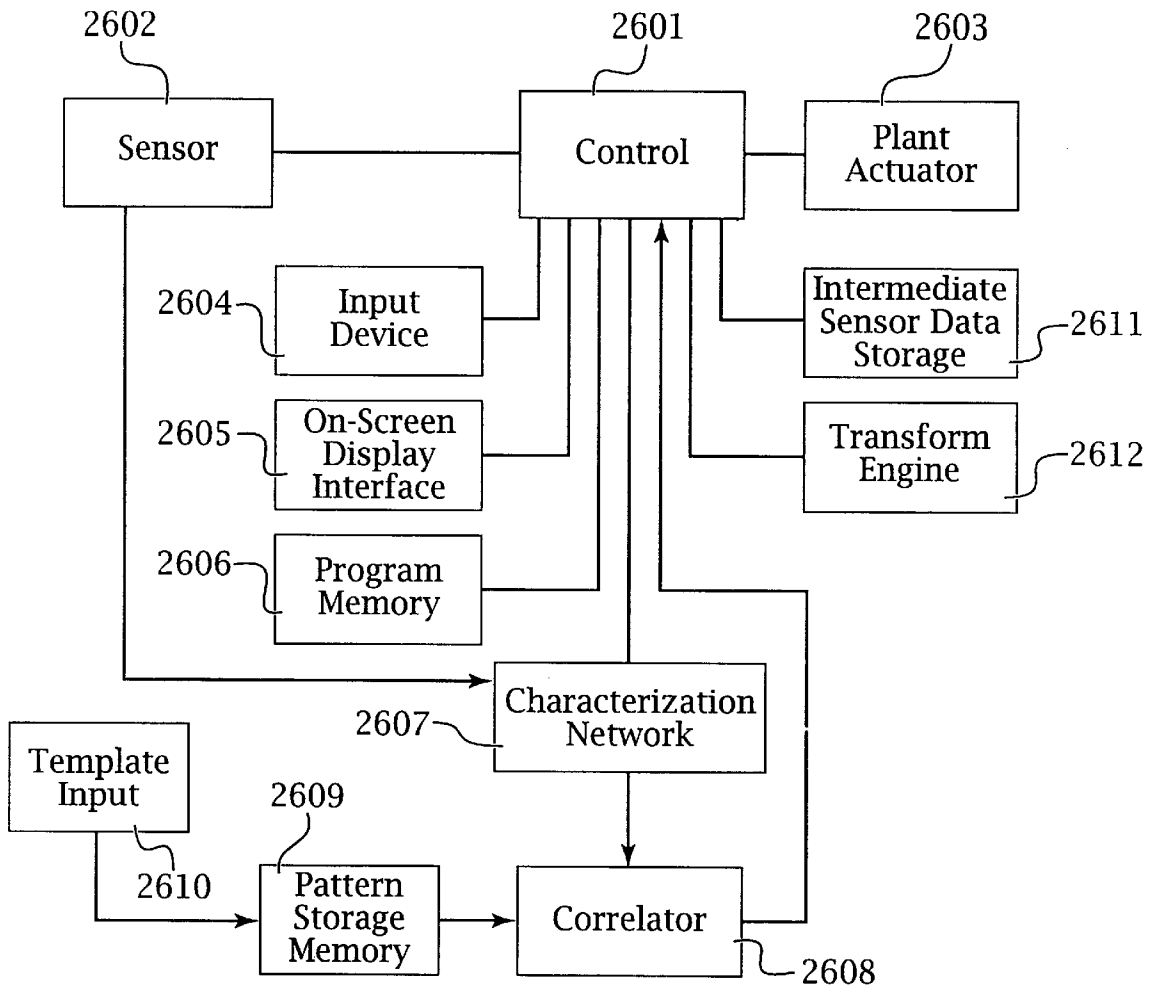 2602
2601
2603
Sensor
Control
Plant
Actuator
2604
Input
Device
Intermediate
Sensor Data
Storage
2611
2605
On-Screen
Display
Interface
Transform
Engine
2612
2606
Program
Memory
2607
Characterization
Network
Template
Input
2610
2609
Pattern
Storage
Memory
Correlator
2608